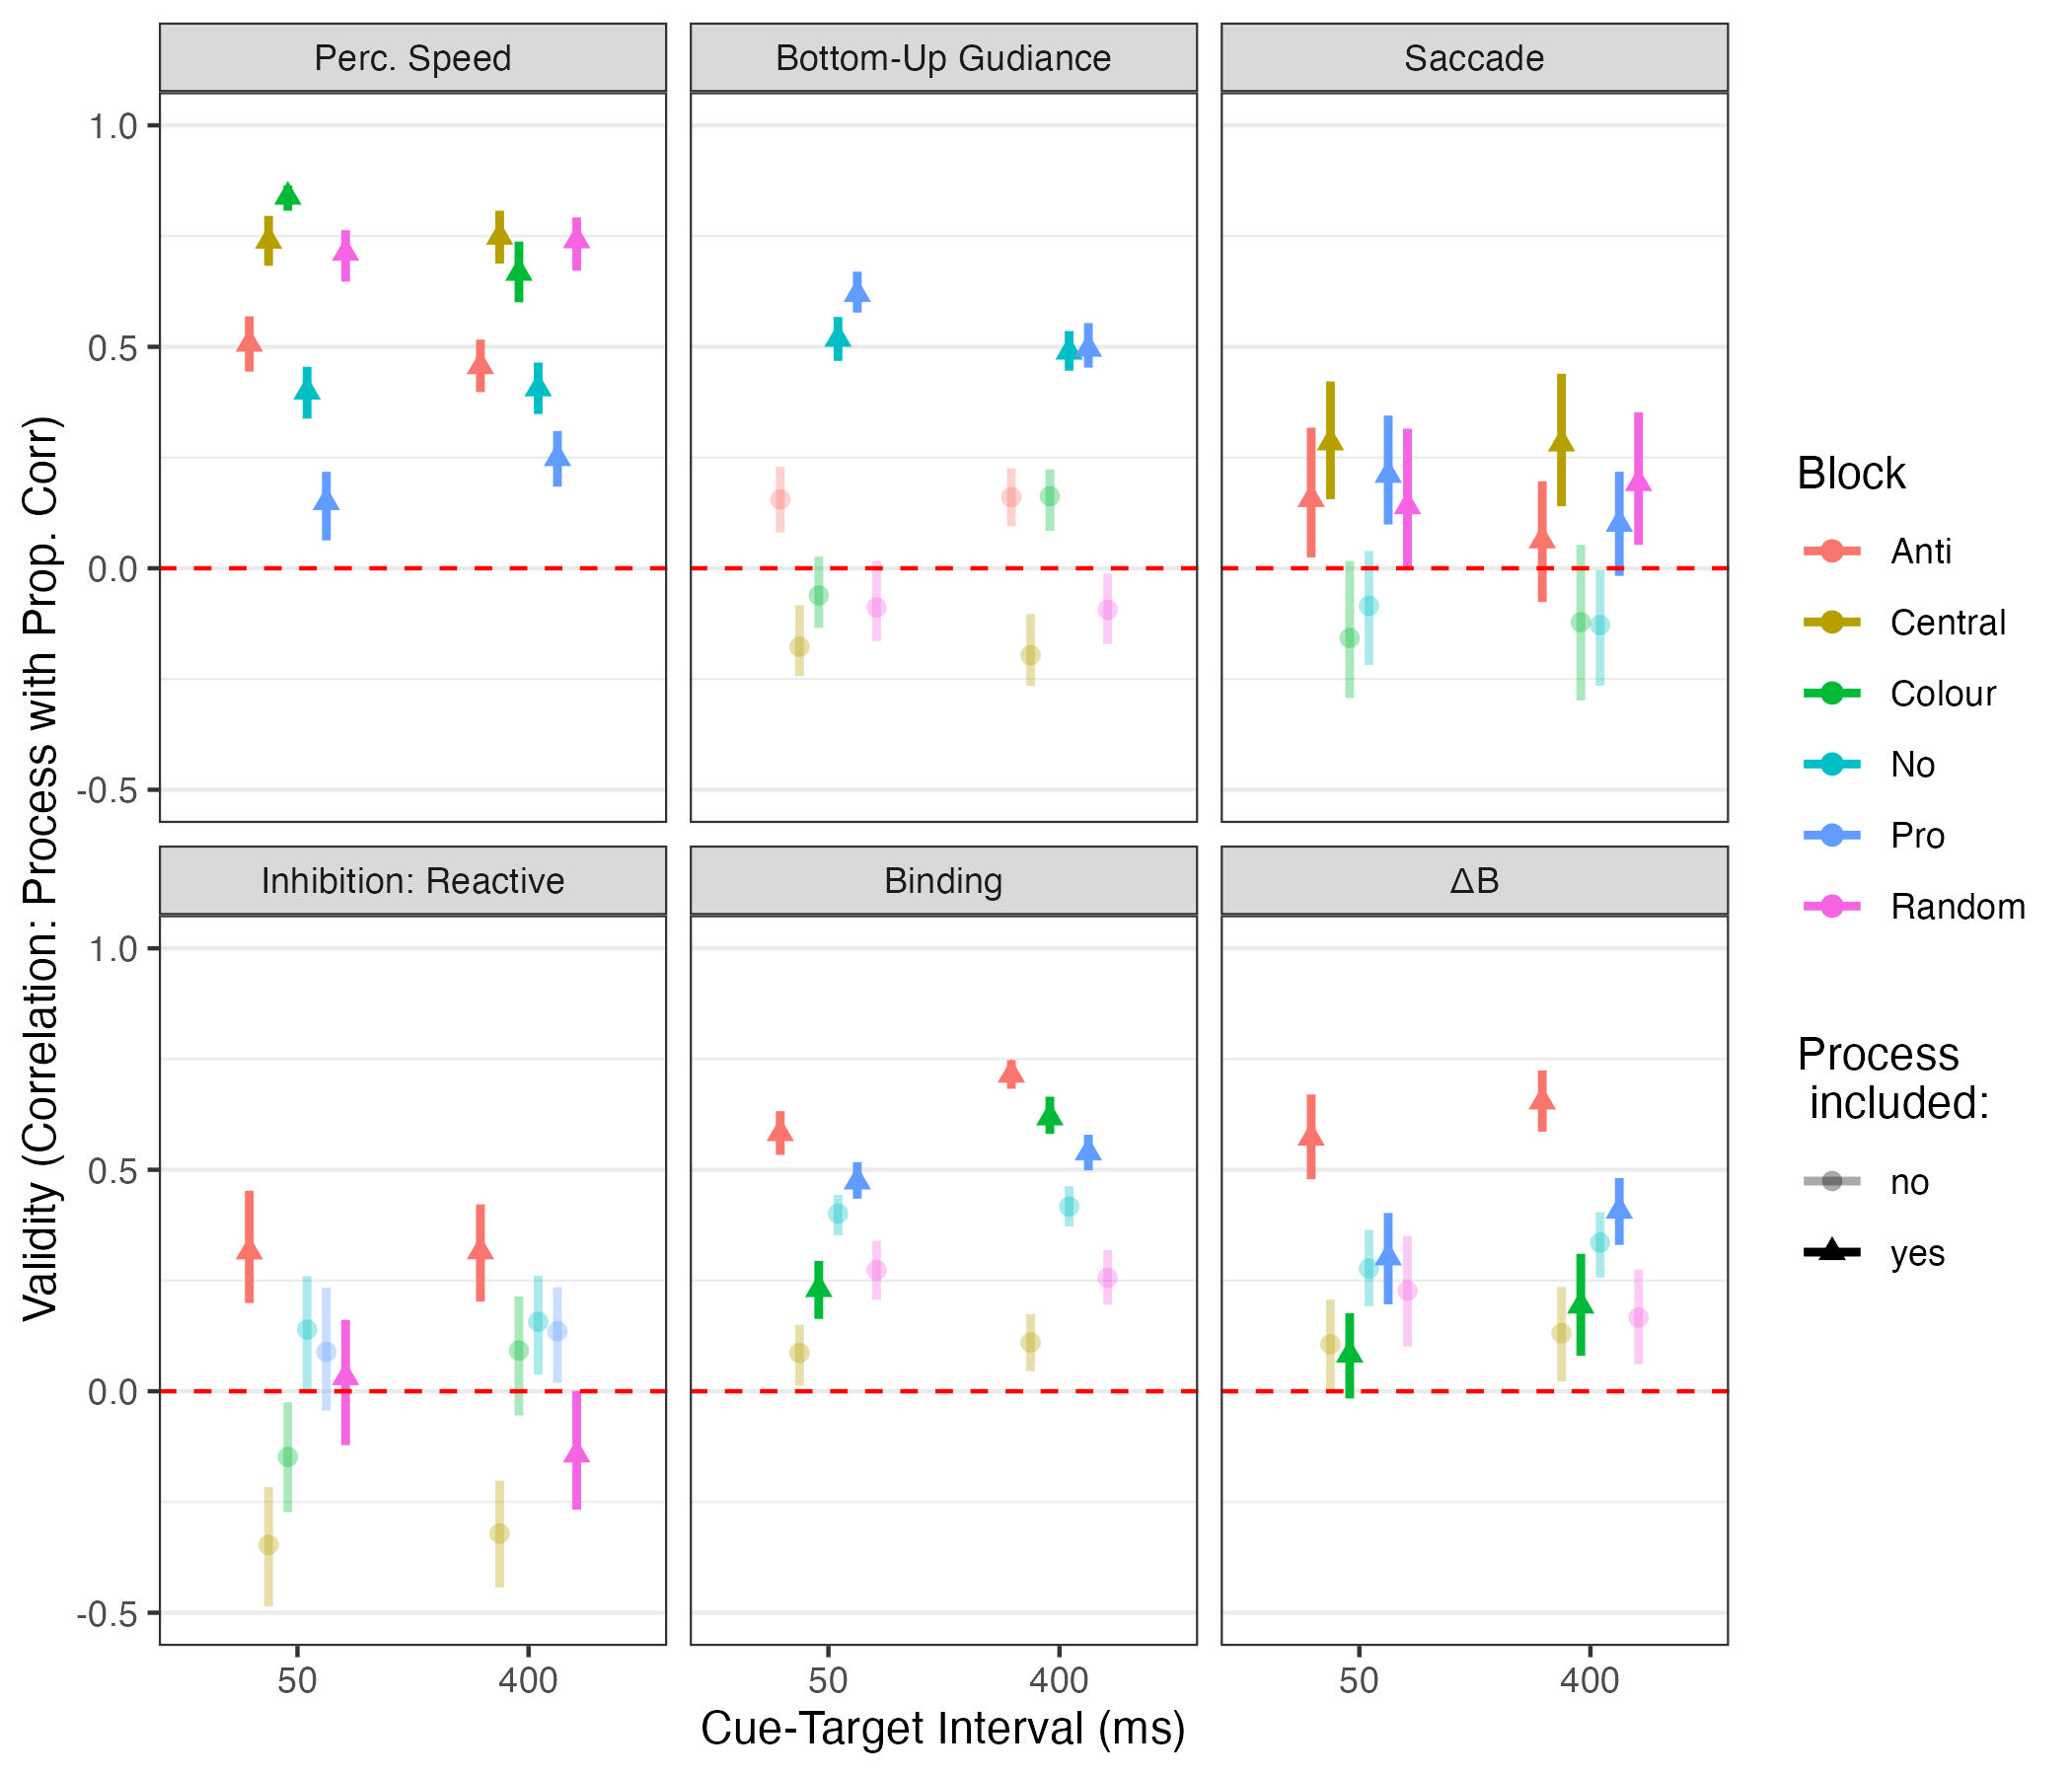 Perc. Speed
Bottom-Up Gudiance
Saccade
1.0
0.5
0.0
-0.5
Inhibition: Reactive
Binding
ΔB
1.0
0.5
0.0
-0.5
50
400
50
400
50
400
Cue-Target Interval (ms)
Validity (Correlation: Process with Prop. Corr)
Block
Anti
Central
Colour
No
Pro
Random
Process
included:
no
yes